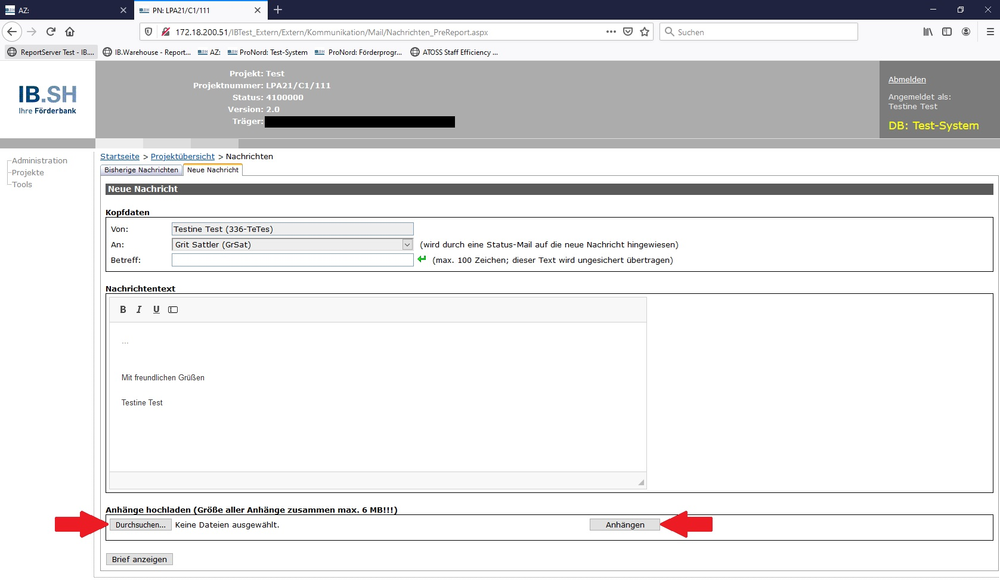 AZ:
PN: LPA21/C1/111
172.18.200.51/IBTest_Extern/Extern/Kommunikation/Mail/Nachrichten_PreReport.aspx
Suchen
ReportServer Test - IB.... IB.Warehouse - Report... AZ: ProNord: Test-System ProNord: Förderprogr... ATOSS Staff Efficiency ...
IB.SH
Ihre Förderbank
Projekt: Test
Projektnummer: LPA21/C1/111
Status: 4100000
Version: 2.0
Träger:
Abmelden
Angemeldet als:
Testine Test
DB: Test-System
Administration
Projekte
Tools
Startseite > Projektübersicht > Nachrichten
Bisherige Nachrichten Neue Nachricht
Neue Nachricht
Kopfdaten
Von: Testine Test (336-TeTes)
An: Grit Sattler (GrSat) (wird durch eine Status-Mail auf die neue Nachricht hingewiesen)
Betreff: (max. 100 Zeichen; dieser Text wird ungesichert übertragen)
Nachrichtentext
B I U
...
Mit freundlichen Grüßen
Testine Test
Anhänge hochladen (Größe aller Anhänge zusammen max. 6 MB!!!)
Durchsuchen... Keine Dateien ausgewählt. Anhängen
Brief anzeigen